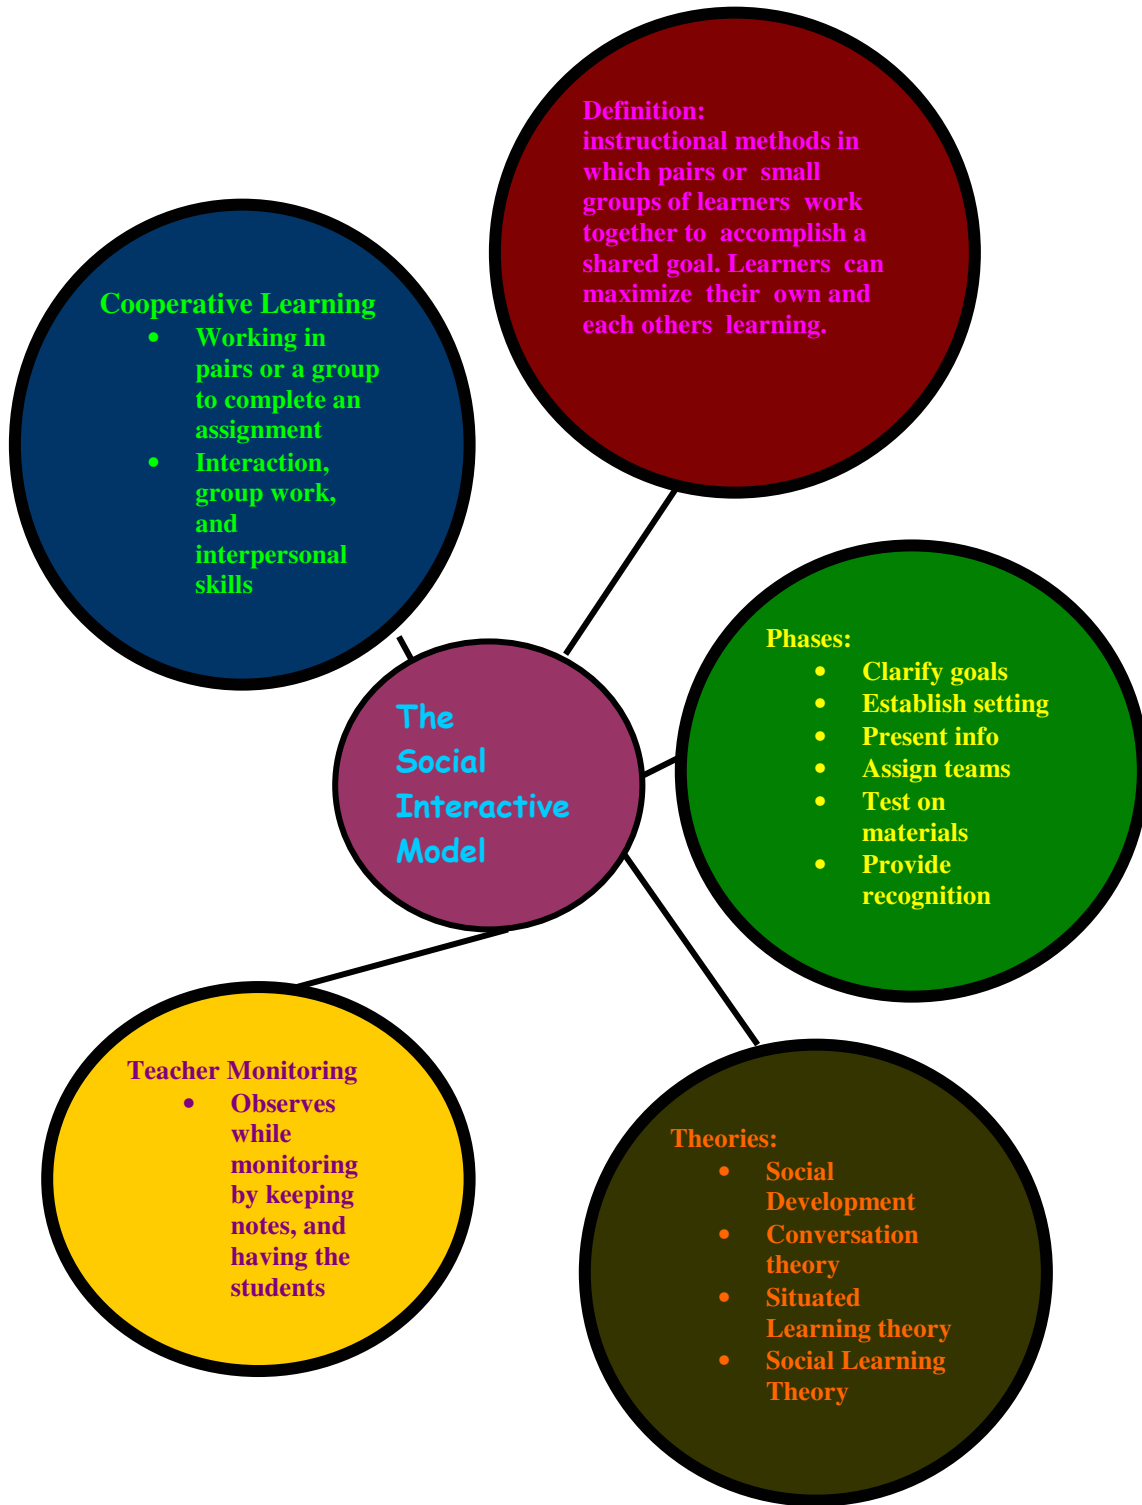 Definition:
instructional methods in
which pairs or small
groups of learners work
together to accomplish a
shared goal. Learners can
maximize their own and
each others learning.
Cooperative Learning
• Working in
pairs or a group
to complete an
assignment
• Interaction,
group work,
and
interpersonal
skills
Phases:
• Clarify goals
• Establish setting
• Present info
• Assign teams
• Test on
materials
• Provide
recognition
The
Social
Interactive
Model
Teacher Monitoring
• Observes
while
monitoring
by keeping
notes, and
having the
students
Theories:
• Social
Development
• Conversation
theory
• Situated
Learning theory
• Social Learning
Theory